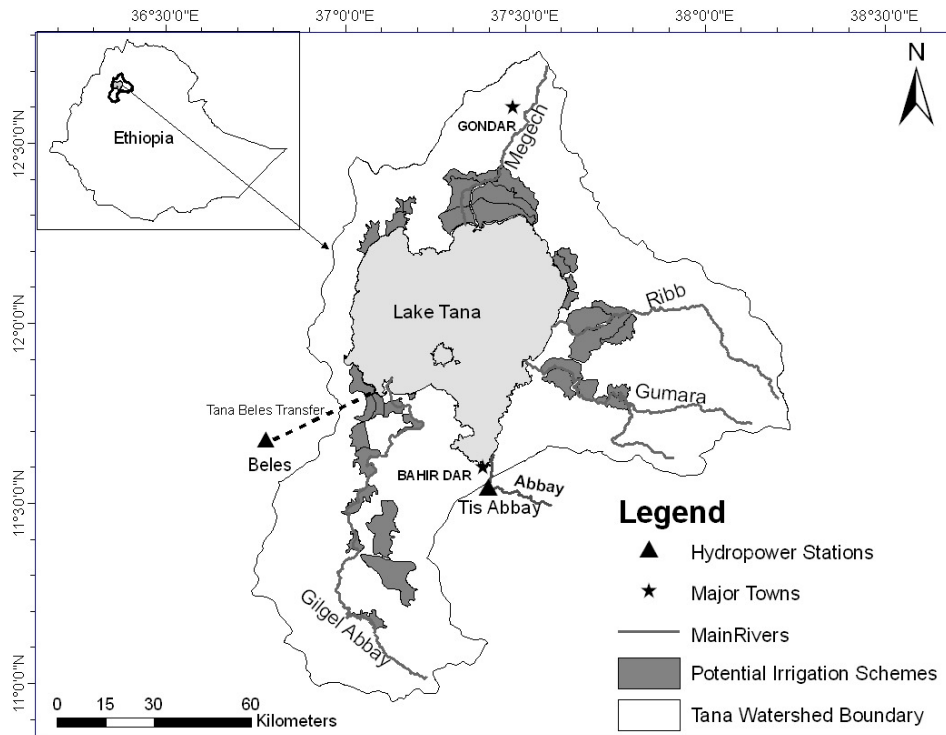 36°30'0"E
37°0'0"E
37°30'0"E
38°0'0"E
38°30'0"E
12°30'0"N
12°0'0"N
11°30'0"N
11°0'0"N
Ethiopia
N
GONDAR
Megech
Lake Tana
Ribb
Gumara
Tana Beles Transfer
Beles
BAHIR DAR
Abbay
Tis Abbay
Gilgel Abbay
Legend
Hydropower Stations
Major Towns
MainRivers
Potential Irrigation Schemes
Tana Watershed Boundary
0 15 30 60
Kilometers